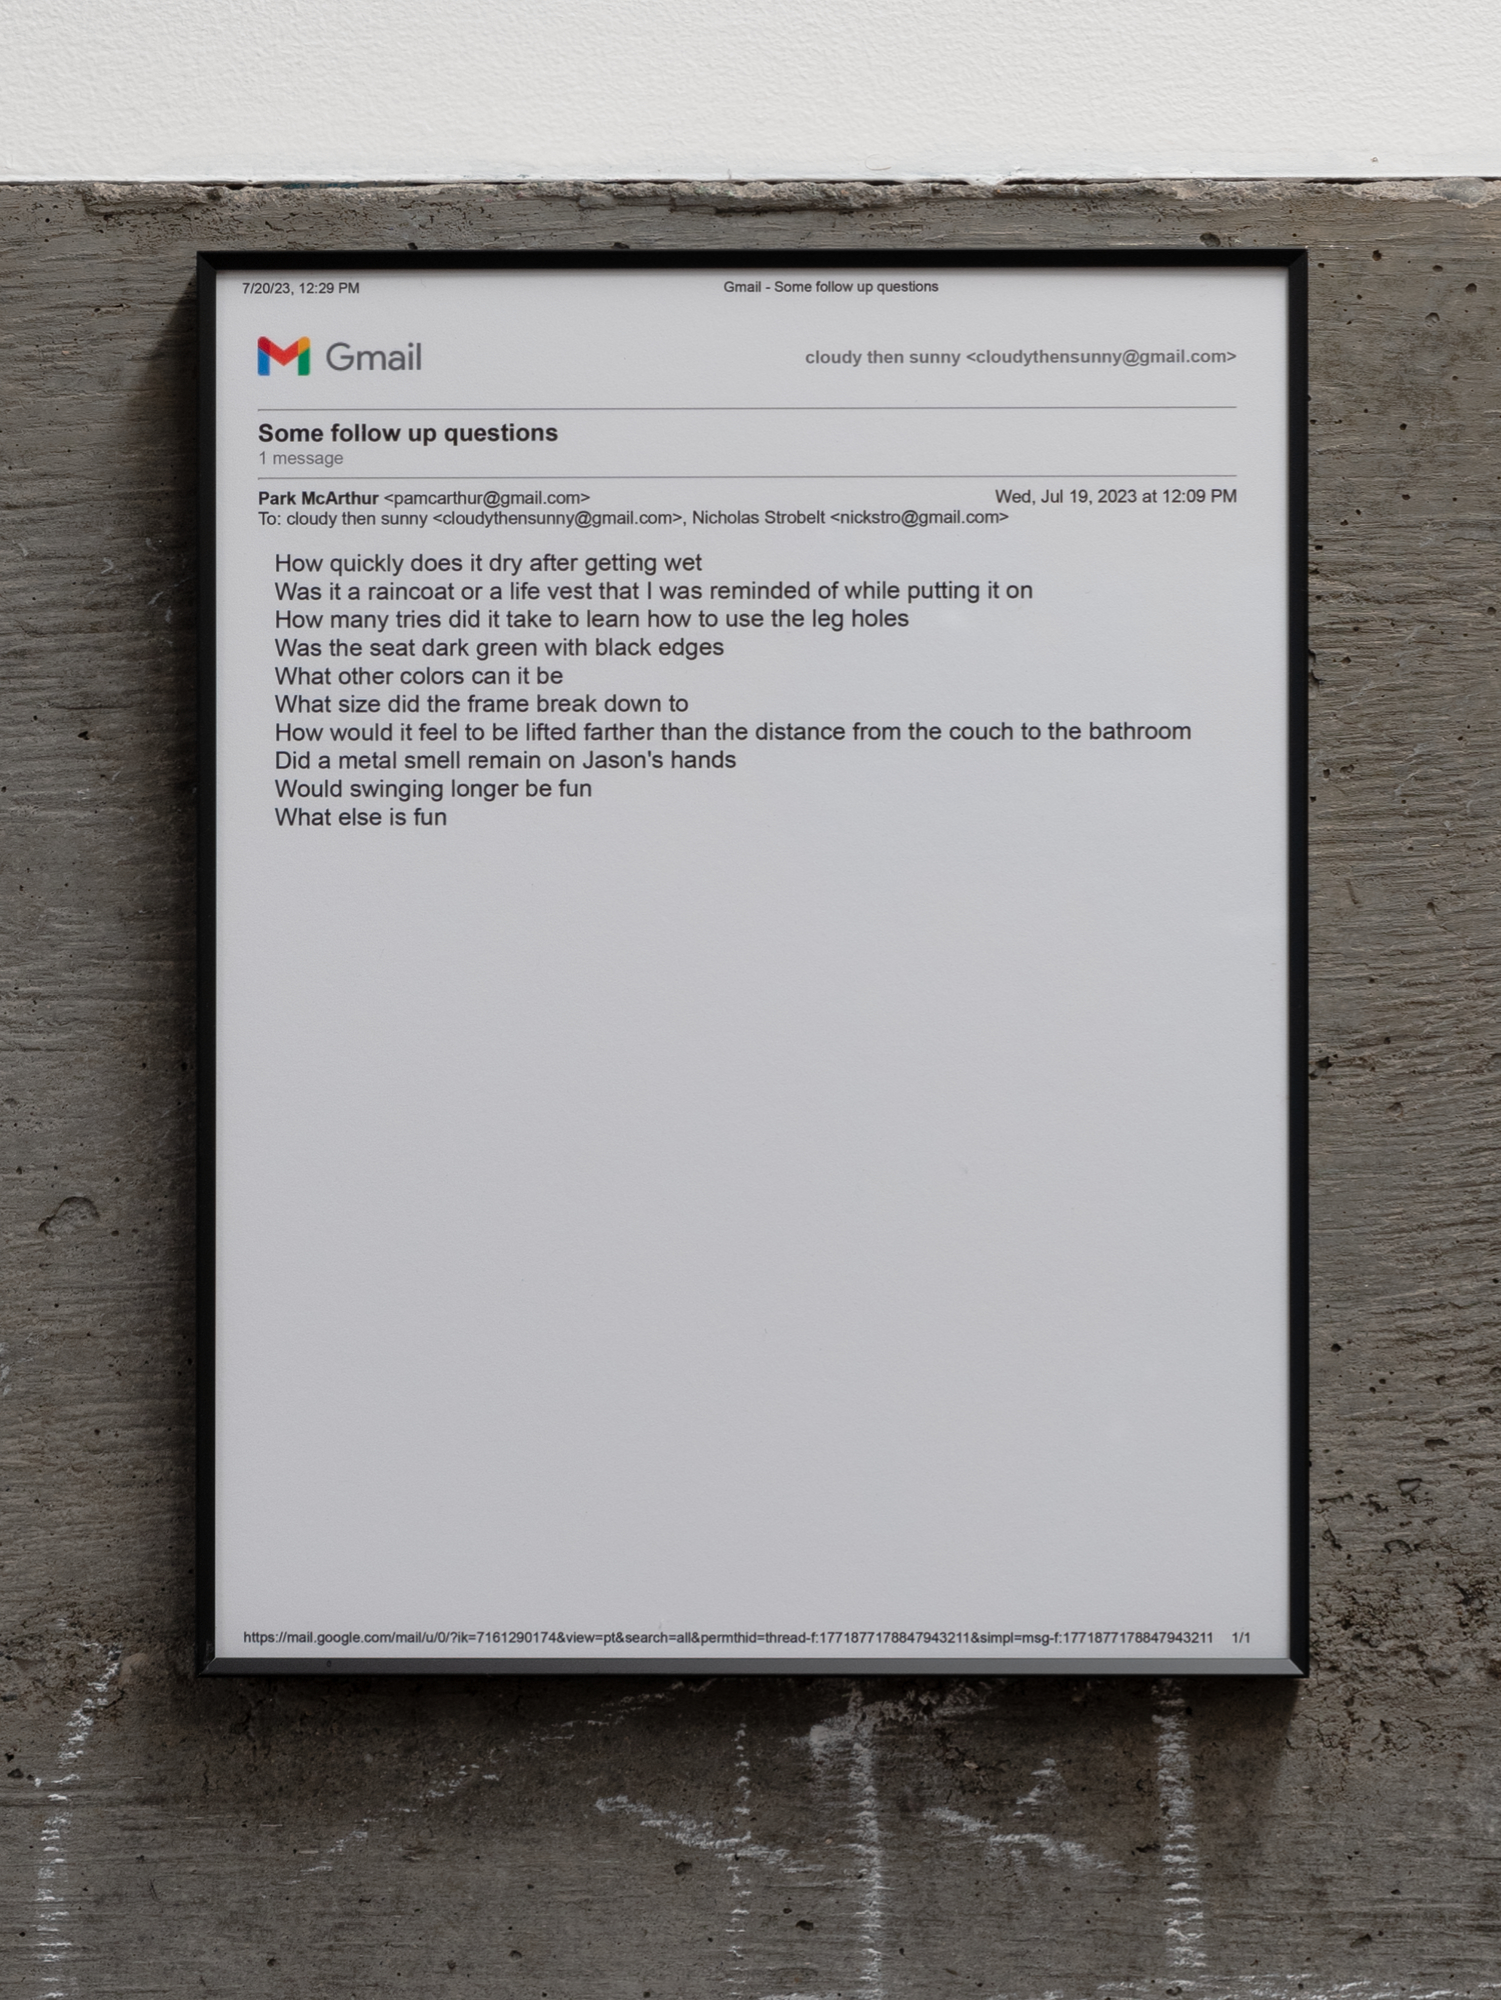 7/20/23, 12:29 PM
Gmail - Some follow up questions
Gmail
cloudy then sunny <cloudythensunny@gmail.com>
Some follow up questions
1 message
Park McArthur <pamcarthur@gmail.com>
Wed, Jul 19, 2023 at 12:09 PM
To: cloudy then sunny <cloudythensunny@gmail.com>, Nicholas Strobelt <nickstro@gmail.com>
How quickly does it dry after getting wet
Was it a raincoat or a life vest that I was reminded of while putting it on
How many tries did it take to learn how to use the leg holes
Was the seat dark green with black edges
What other colors can it be
What size did the frame break down to
How would it feel to be lifted farther than the distance from the couch to the bathroom
Did a metal smell remain on Jason's hands
Would swinging longer be fun
What else is fun
https://mail.google.com/mail/u/0/?ik=7161290174&view=pt&search=all&permthid=thread-f:1771877178847943211&simpl=msg-f:1771877178847943211 1/1